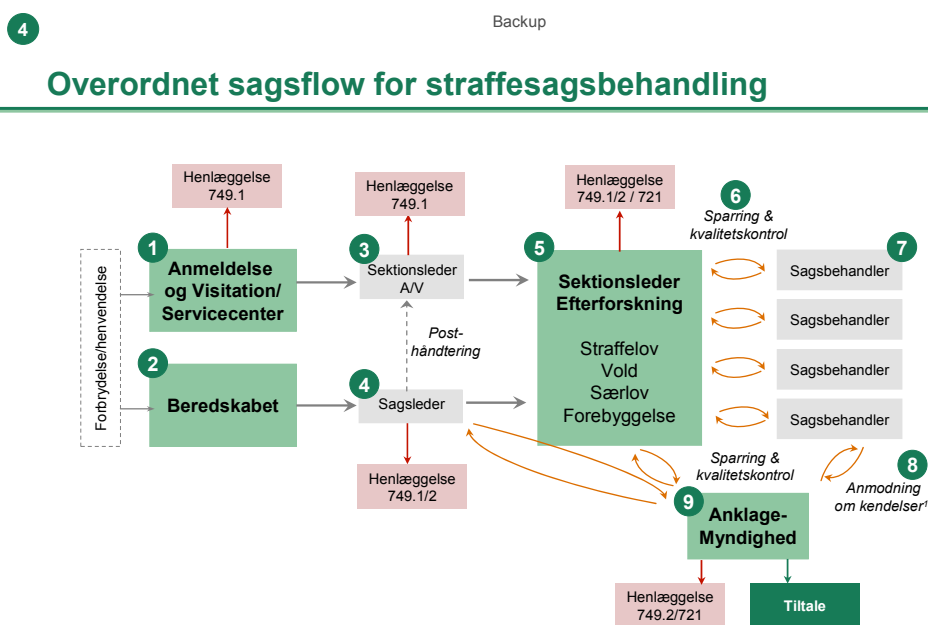 4
Backup
Overordnet sagsflow for straffesagsbehandling
Henlæggelse
749.1
Henlæggelse
749.1
Henlæggelse
749.1/2 / 721
6
Sparring &
kvalitetskontrol
Forbrydelse/henvendelse
1
Anmeldelse
og Visitation/
Servicecenter
3
Sektionsleder
A/V
5
Sektionsleder
Efterforskning
Straffelov
Vold
Særlov
Forebyggelse
7
Sagsbehandler
Sagsbehandler
Sagsbehandler
Sagsbehandler
Post-
håndtering
2
Beredskabet
4
Sagsleder
Henlæggelse
749.1/2
Sparring &
kvalitetskontrol
8
Anmodning
om kendelser¹
9
Anklage-
Myndighed
Henlæggelse
749.2/721
Tiltale